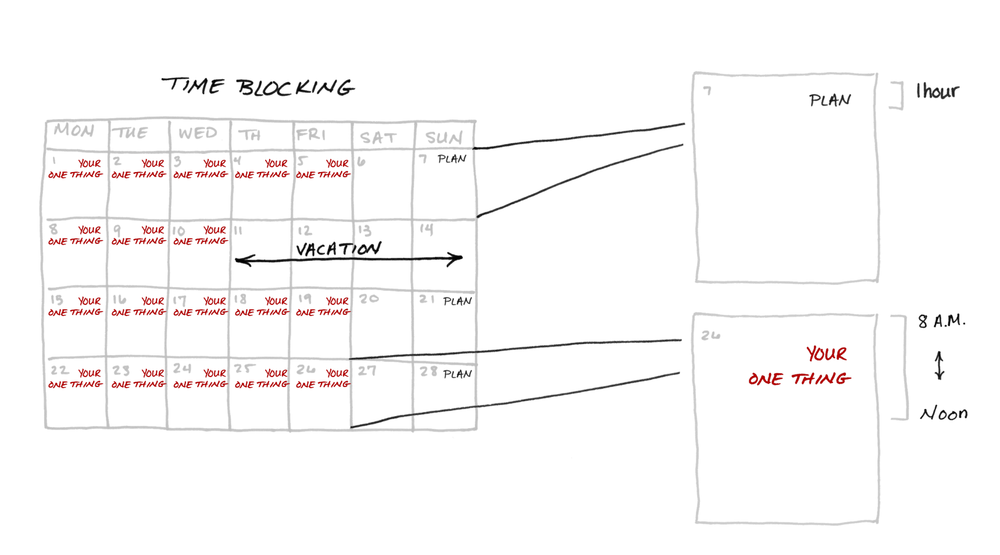 TIME BLOCKING
MON TUE WED TH FRI SAT SUN
1 YOUR ONE THING
2 YOUR ONE THING
3 YOUR ONE THING
4 YOUR ONE THING
5 YOUR ONE THING
6
7 PLAN
8 YOUR ONE THING
9 YOUR ONE THING
10 YOUR ONE THING
11
12
13
14
VACATION
15 YOUR ONE THING
16 YOUR ONE THING
17 YOUR ONE THING
18 YOUR ONE THING
19 YOUR ONE THING
20
21 PLAN
22 YOUR ONE THING
23 YOUR ONE THING
24 YOUR ONE THING
25 YOUR ONE THING
26 YOUR ONE THING
27
28 PLAN
7
PLAN
1 hour
26
YOUR
ONE THING
8 A.M.
Noon